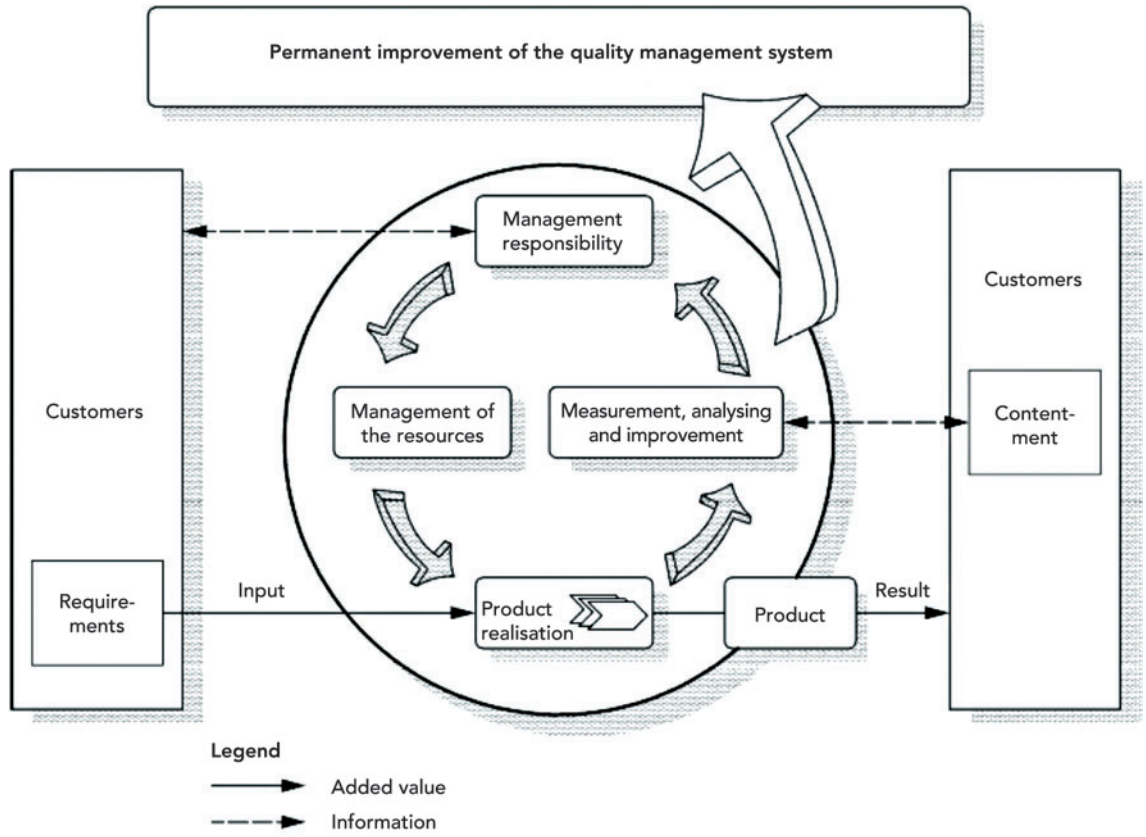 Permanent improvement of the quality management system
Management
responsibility
Customers
Customers
Management of
the resources
Measurement, analysing
and improvement
Content-
ment
Require-
ments
Input
Product
realisation
Product
Result
Legend
Added value
Information